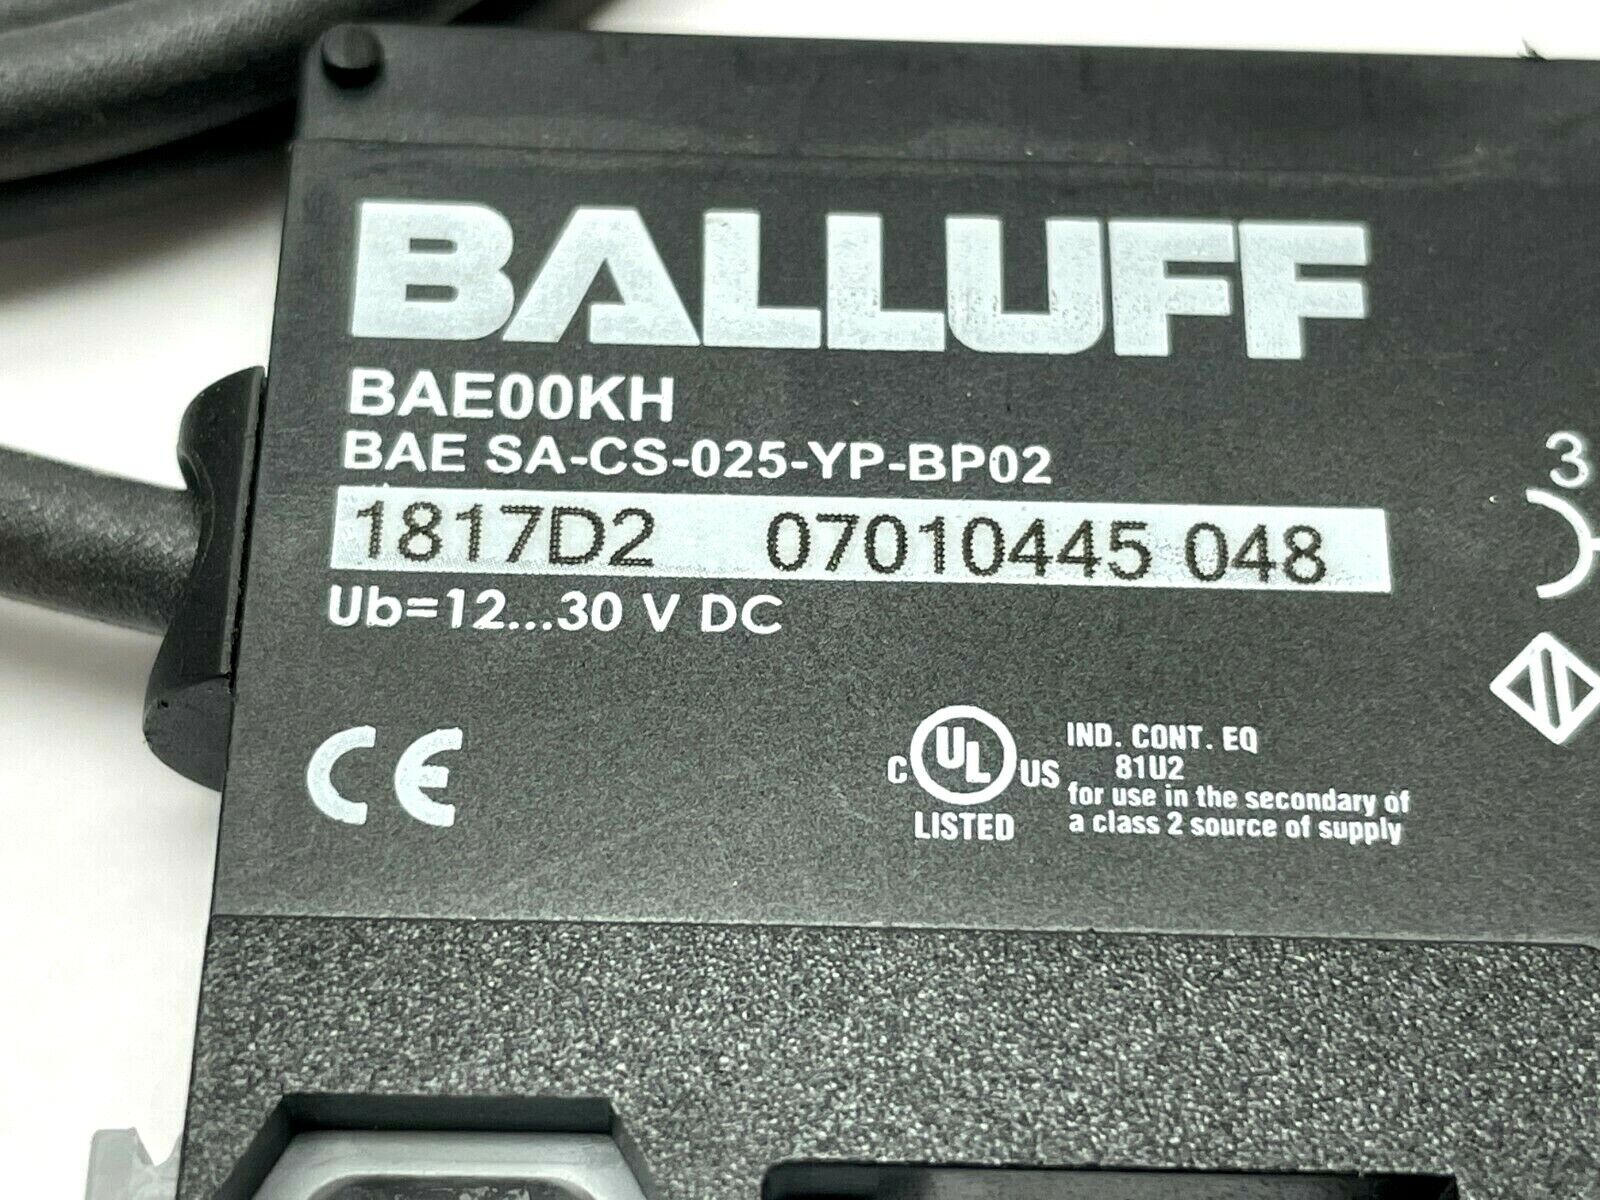 BALLUFF
BAE00KH
BAE SA-CS-025-YP-BP02
1817D2 07010445 048
Ub=12...30 V DC
3
CE
C UL US
LISTED
IND. CONT. EQ
81U2
for use in the secondary of
a class 2 source of supply